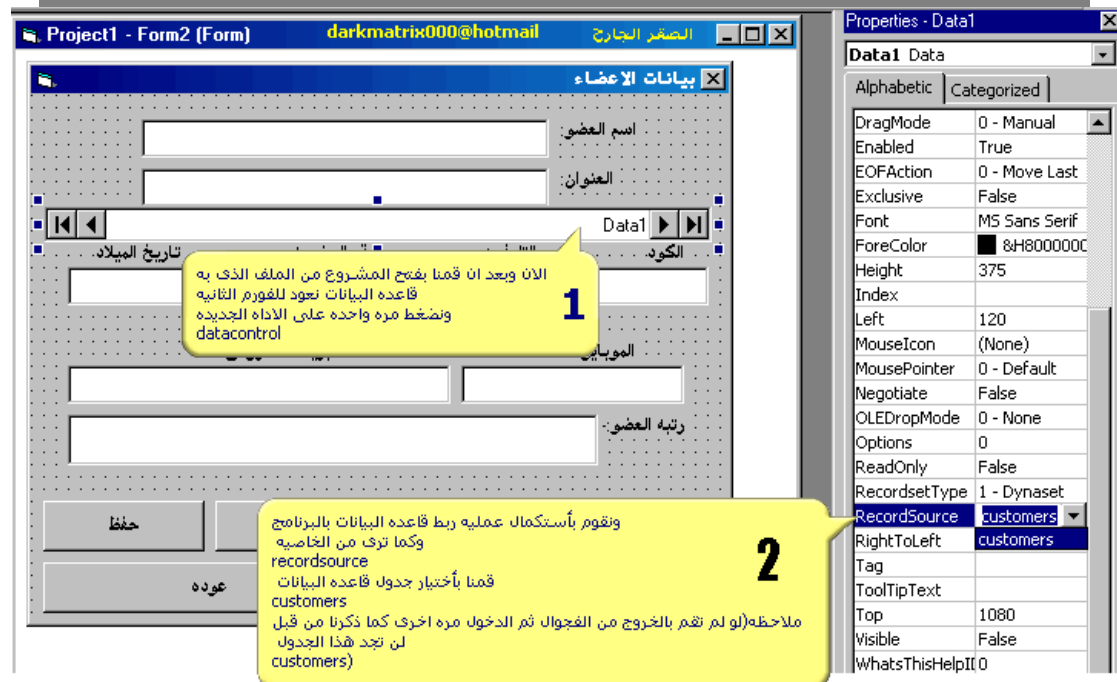 Project1 - Form2 (Form)
darkmatrix000@hotmail
الصقر الجارح
بيانات الاعضاء
اسم العضو:
العنوان:
Data1
الكود.
تاريخ الميلاد.
الان وبعد ان قمنا بفتح المشروع من الملف الذى به
قاعده البيانات نعود للفورم الثانيه
ونضغط مره واحده على الاداه الجديده
datacontrol
1
رتبه العضو:-
حفظ
عوده
ونقوم بأستكمال عمليه ربط قاعده البيانات بالبرنامج
وكما ترى من الخاصيه
recordsource
قمنا بأختيار جدول قاعده البيانات
customers
ملاحظه(لو لم تقم بالخروج من الفجوال ثم الدخول مره اخرى كما ذكرنا من قبل
لن تجد هذا الجدول
customers)
2
Properties - Data1
Data1 Data
Alphabetic
Categorized
DragMode 0 - Manual
Enabled True
EOFAction 0 - Move Last
Exclusive False
Font MS Sans Serif
ForeColor &H8000000
Height 375
Index
Left 120
MouseIcon (None)
MousePointer 0 - Default
Negotiate False
OLEDropMode 0 - None
Options 0
ReadOnly False
RecordsetType 1 - Dynaset
RecordSource customers
RightToLeft customers
Tag
ToolTipText
Top 1080
Visible False
WhatsThisHelpI 0